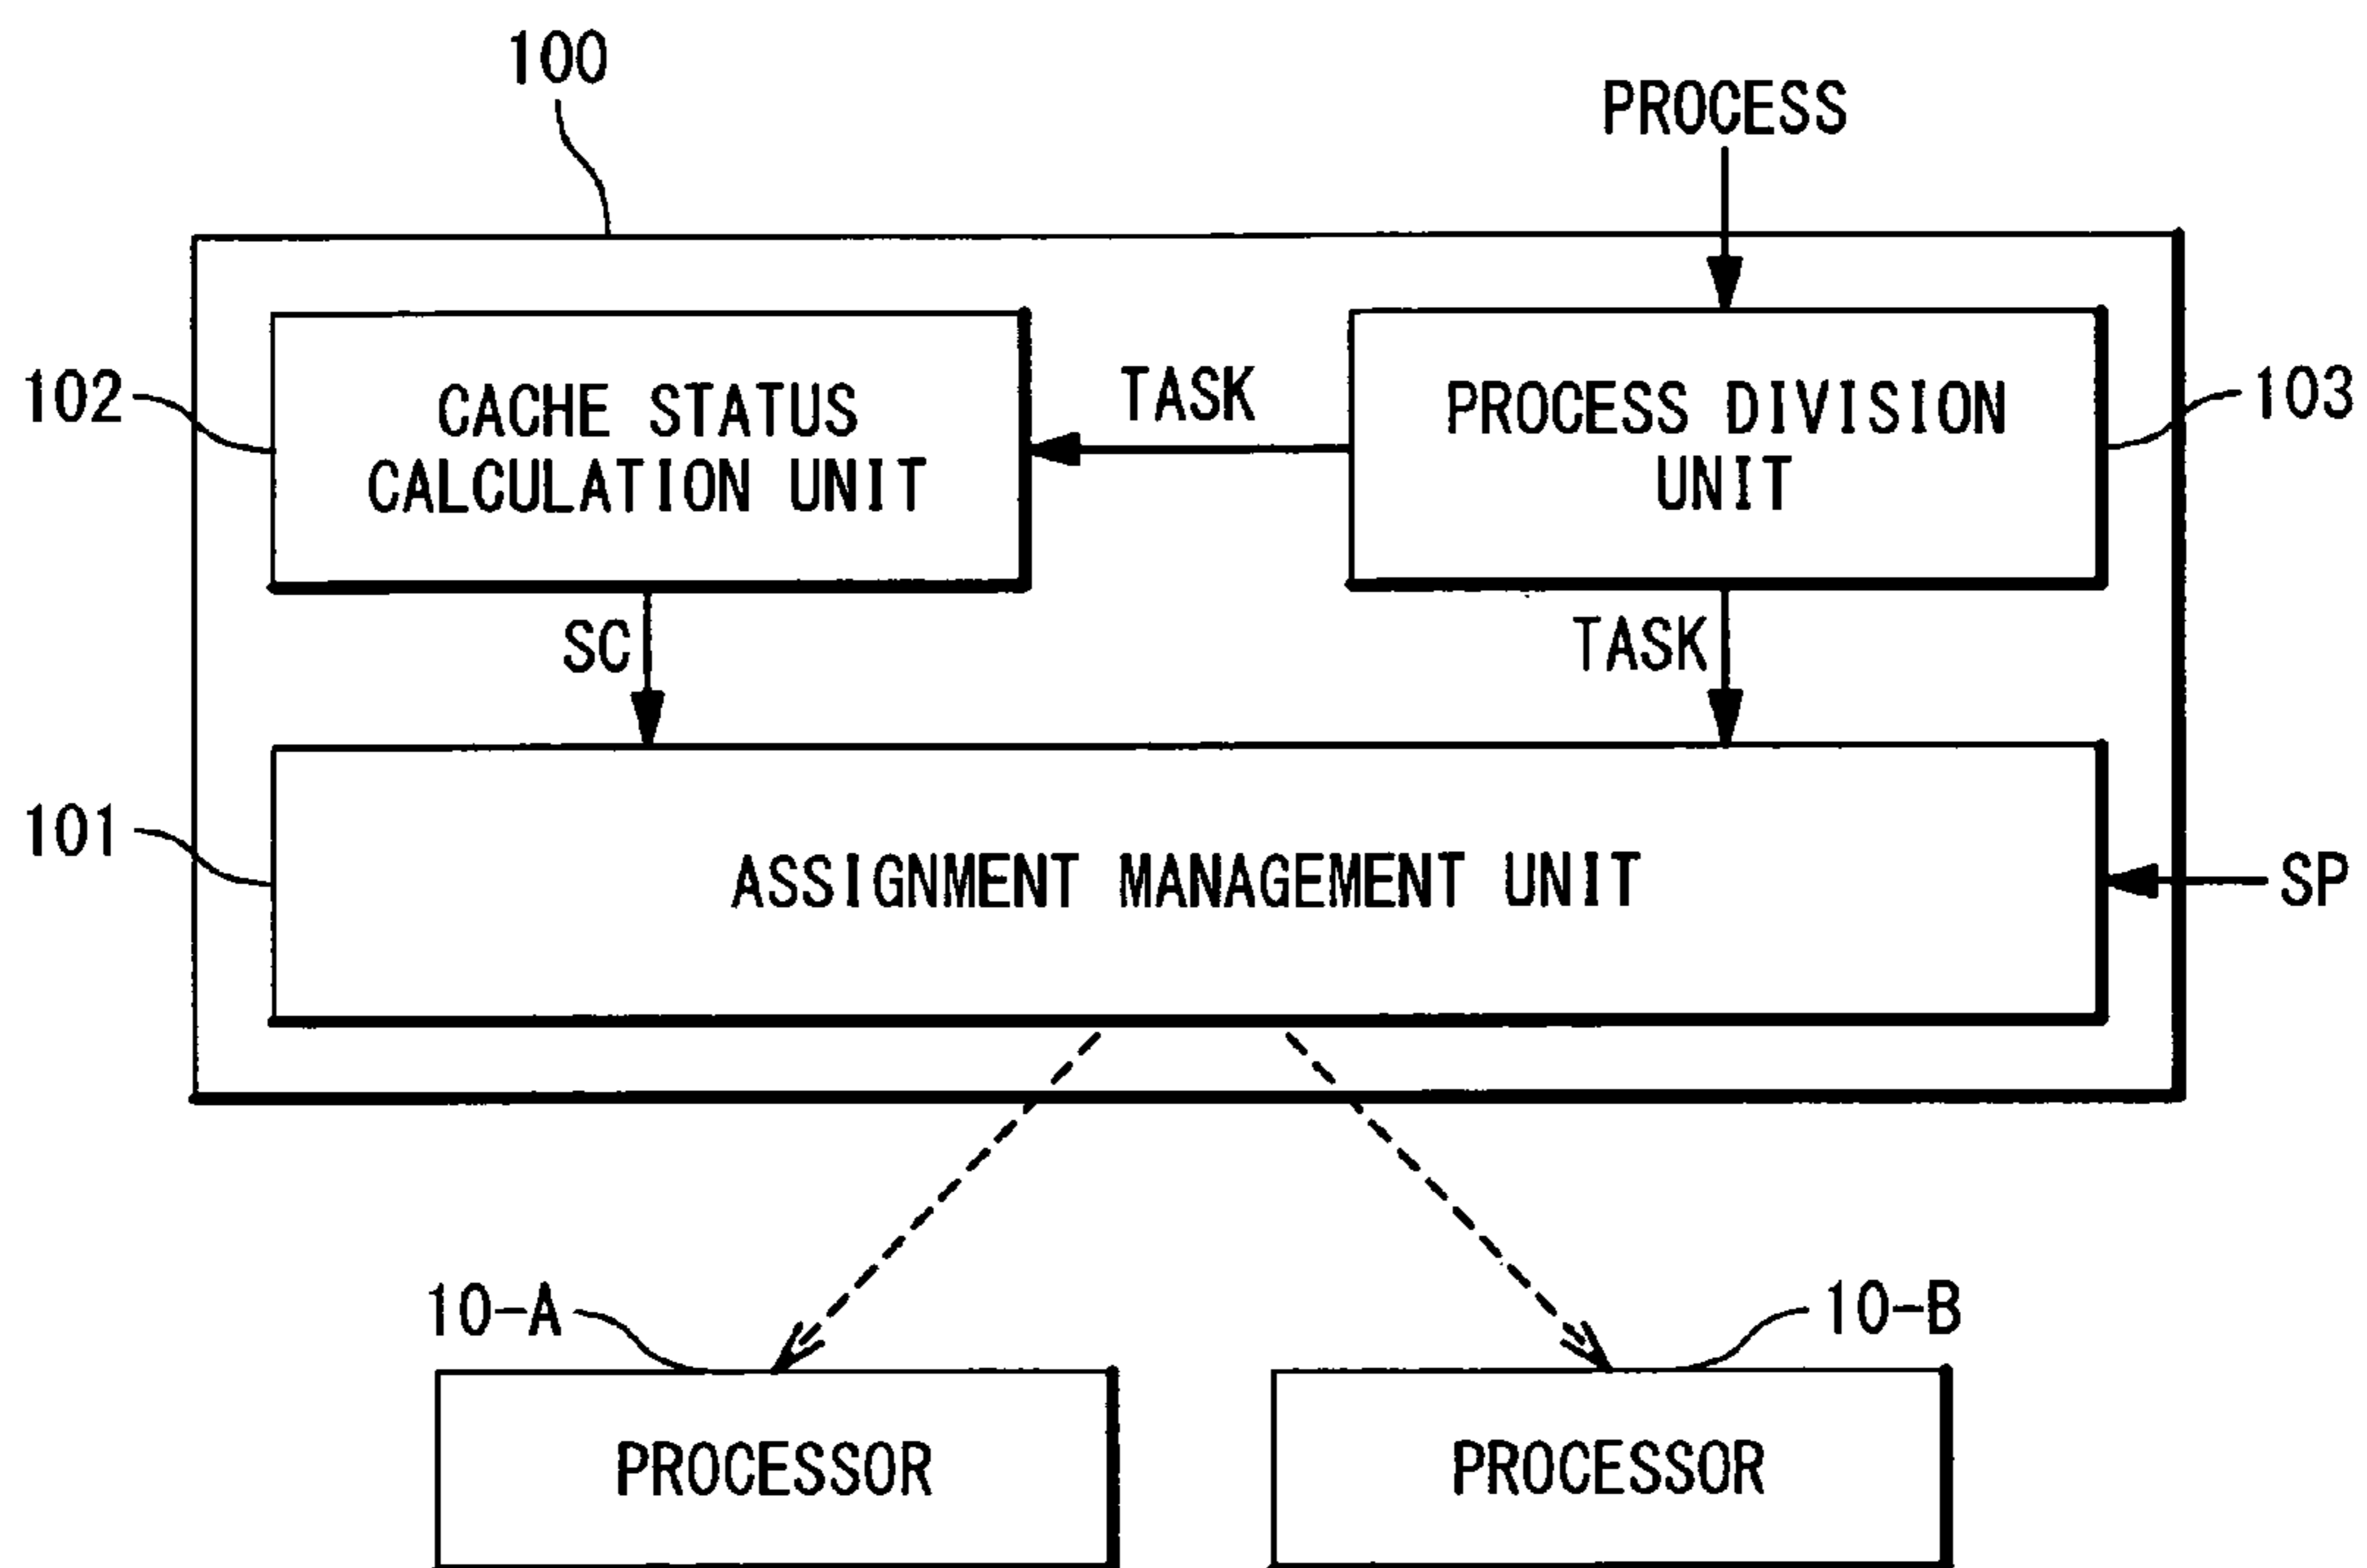 100
PROCESS
102
CACHE STATUS
CALCULATION UNIT
TASK
PROCESS DIVISION
UNIT
103
SC
TASK
101
ASSIGNMENT MANAGEMENT UNIT
SP
10-A
10-B
PROCESSOR
PROCESSOR